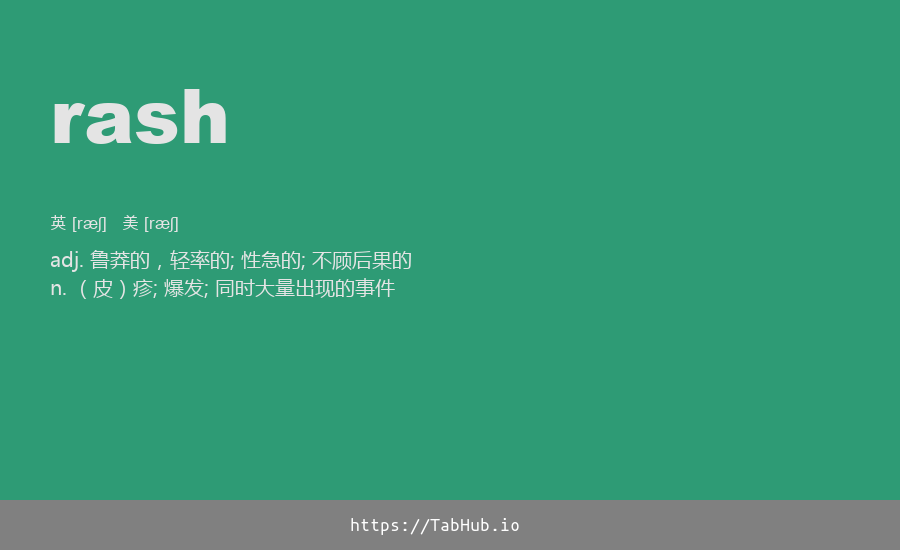 rash
英 [ræʃ] 美 [ræʃ]
adj. 鲁莽的，轻率的; 性急的; 不顾后果的
n. （皮）疹; 爆发; 同时大量出现的事件
https://TabHub.io